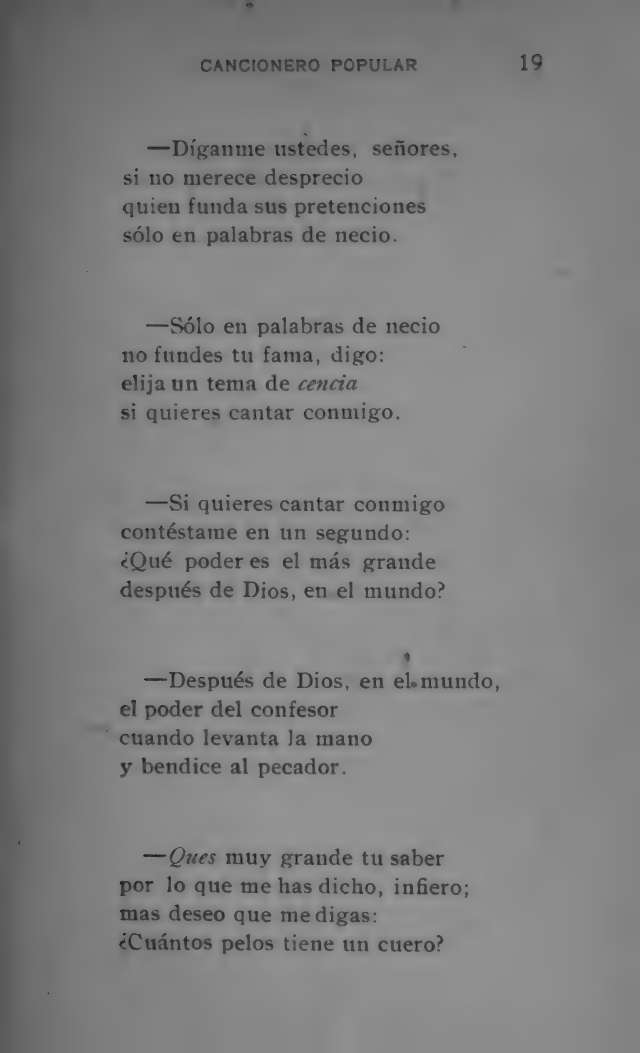 CANCIONERO POPULAR 19
—Díganme ustedes, señores,
si no merece desprecio
quien funda sus pretenciones
sólo en palabras de necio.
—Sólo en palabras de necio
no fundes tu fama, digo:
elija un tema de cencia
si quieres cantar conmigo.
—Si quieres cantar conmigo
contéstame en un segundo:
¿Qué poder es el más grande
después de Dios, en el mundo?
—Después de Dios, en el mundo,
el poder del confesor
cuando levanta la mano
y bendice al pecador.
—Ques muy grande tu saber
por lo que me has dicho, infiero;
mas deseo que me digas:
¿Cuántos pelos tiene un cuero?